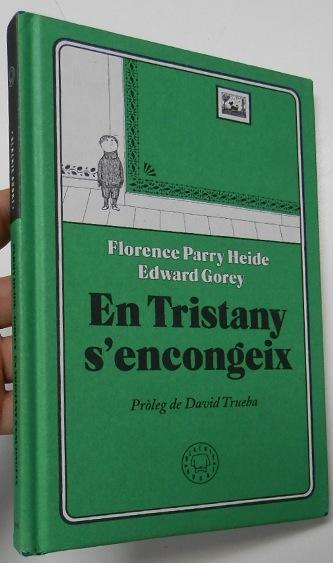 Florence Parry Heide
Edward Gorey
En Tristany
s'encongeix
Pròleg de David Trueba